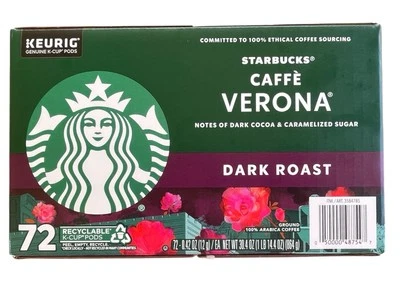 KEURIG®
GENUINE K-CUP® PODS
COMMITTED TO 100% ETHICAL COFFEE SOURCING
STARBUCKS®
CAFFÈ
VERONA®
NOTES OF DARK COCOA & CARAMELIZED SUGAR
DARK ROAST
72
RECYCLABLE*
K-CUP® PODS
PEEL. EMPTY. RECYCLE.
GROUND
100% ARABICA COFFEE
72 - 0.42 OZ (12 g) / EA NET WT 30.4 OZ (1 LB 14.4 OZ) (864 g)